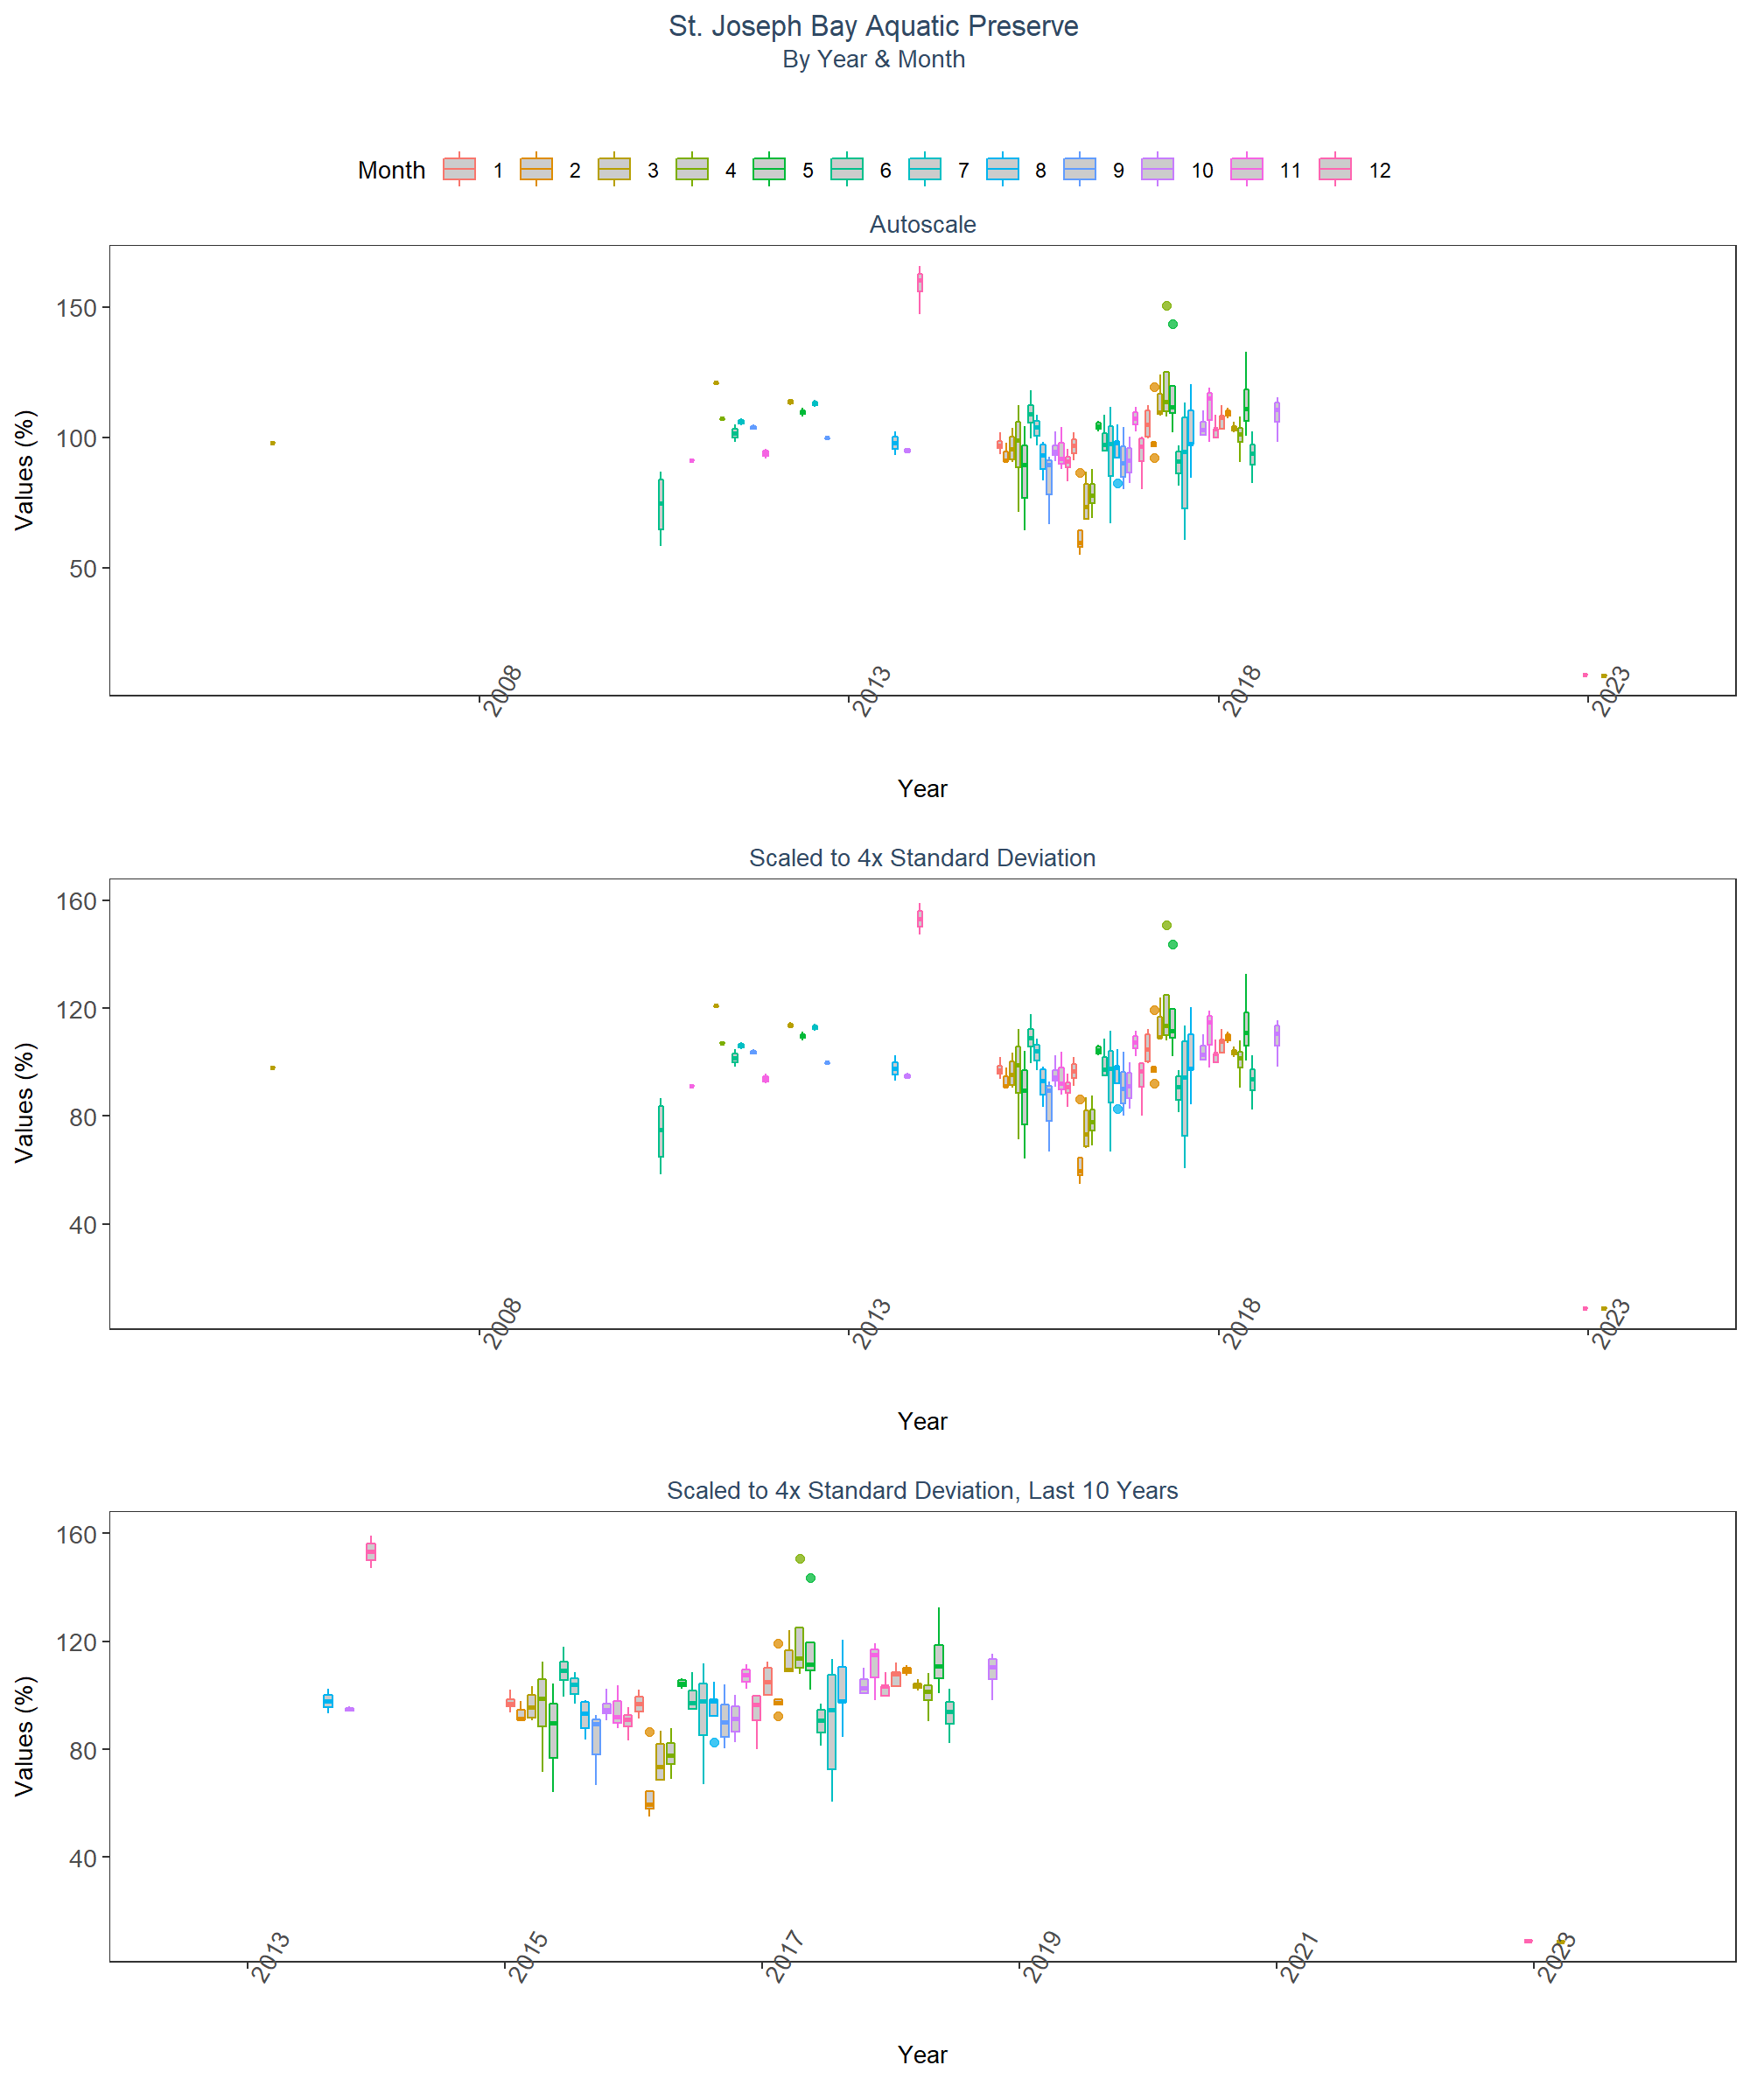 St. Joseph Bay Aquatic Preserve
By Year & Month
Month 1 2 3 4 5 6 7 8 9 10 11 12
Autoscale
Values (%)
150
100
50
2008 2013 2018 2023
Year
Scaled to 4x Standard Deviation
Values (%)
160
120
80
40
2008 2013 2018 2023
Year
Scaled to 4x Standard Deviation, Last 10 Years
Values (%)
160
120
80
40
2013 2015 2017 2019 2021 2023
Year